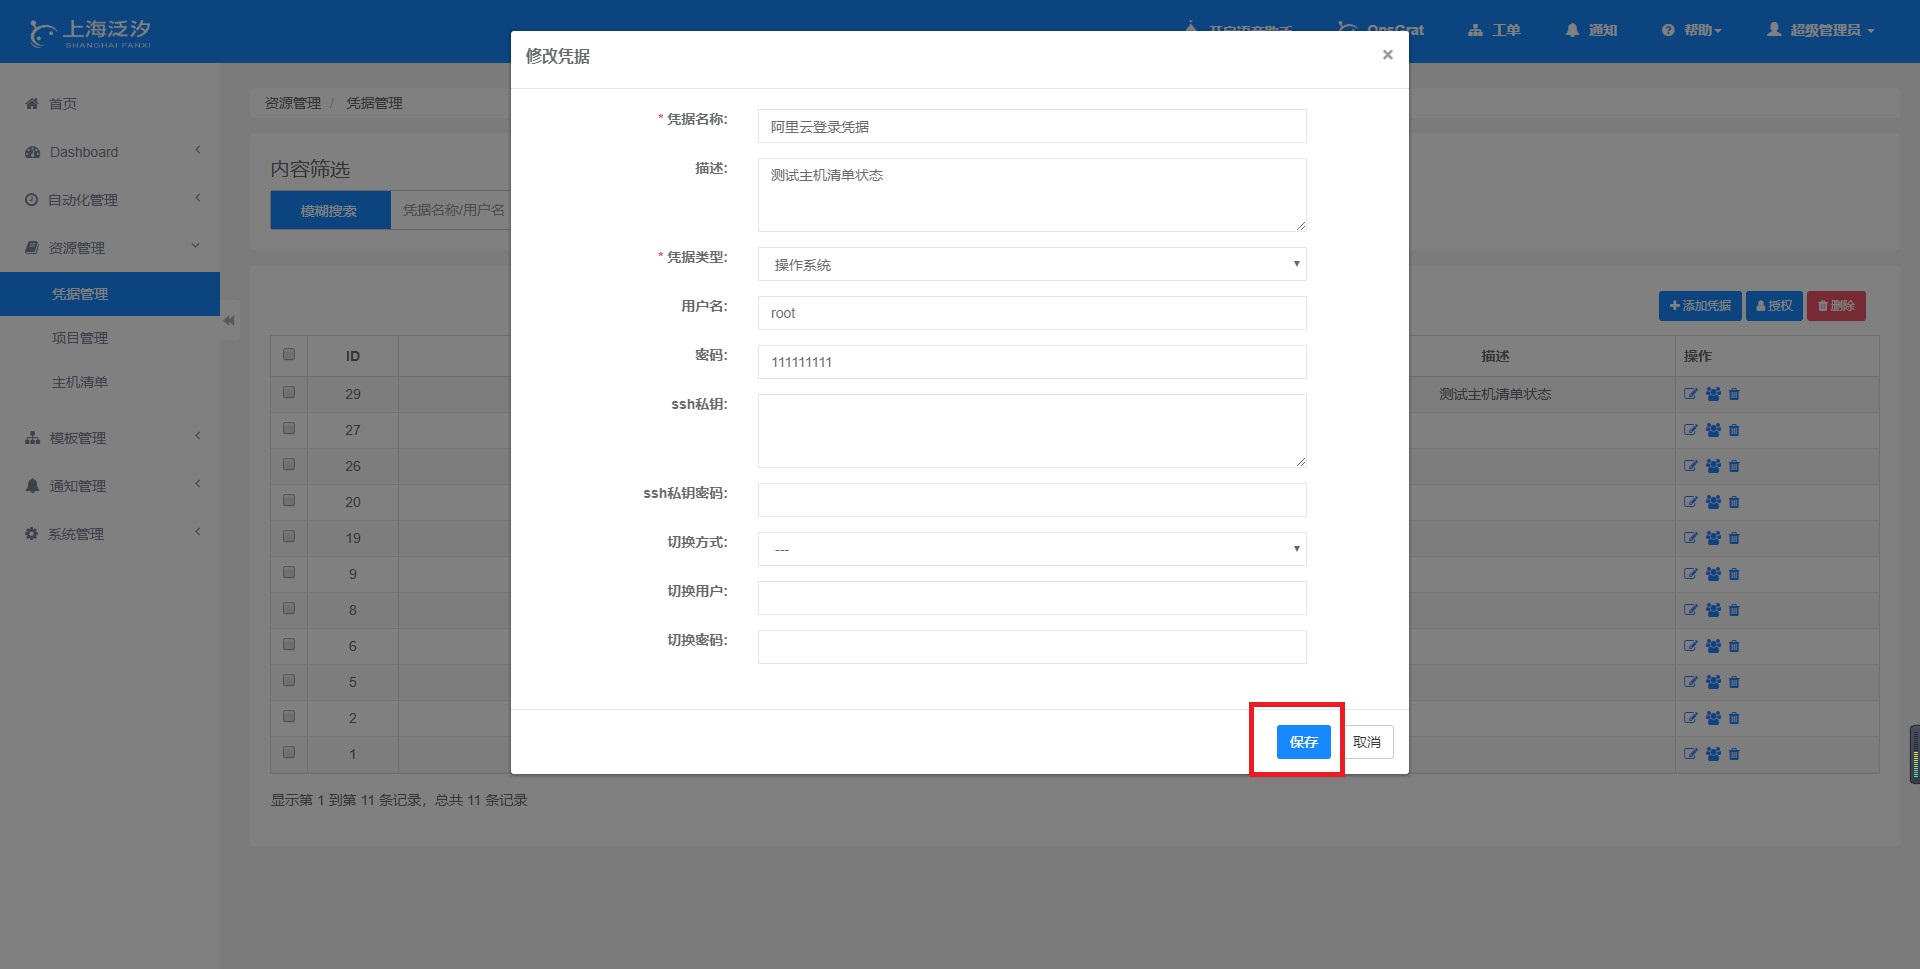 上海泛汐
SHANGHAI FANXI
开启语音助手
OpsGrat
工单
通知
帮助
超级管理员
首页
Dashboard
自动化管理
资源管理
凭据管理
项目管理
主机清单
模板管理
通知管理
系统管理
资源管理 / 凭据管理
内容筛选
模糊搜索
凭据名称/用户名
添加凭据
授权
删除
ID
描述
操作
29
测试主机清单状态
27
26
20
19
9
8
6
5
2
1
显示第 1 到第 11 条记录，总共 11 条记录
修改凭据
×
* 凭据名称:
阿里云登录凭据
描述:
测试主机清单状态
* 凭据类型:
操作系统
用户名:
root
密码:
111111111
ssh私钥:
ssh私钥密码:
切换方式:
---
切换用户:
切换密码:
保存
取消